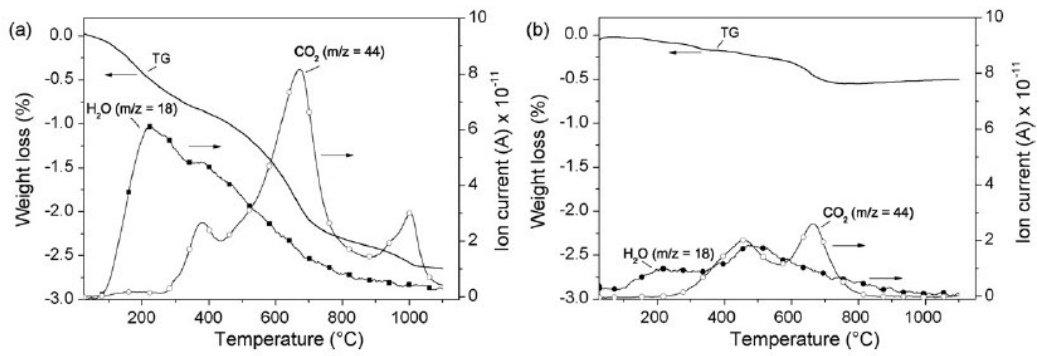 (a)
0.0
-0.5
-1.0
-1.5
-2.0
-2.5
-3.0
Weight loss (%)
TG
H₂O (m/z = 18)
CO₂ (m/z = 44)
10
8
6
4
2
0
Ion current (A) x 10⁻¹¹
200 400 600 800 1000
Temperature (°C)
(b)
0.0
-0.5
-1.0
-1.5
-2.0
-2.5
-3.0
Weight loss (%)
TG
H₂O (m/z = 18)
CO₂ (m/z = 44)
10
8
6
4
2
0
Ion current (A) x 10⁻¹¹
200 400 600 800 1000
Temperature (°C)